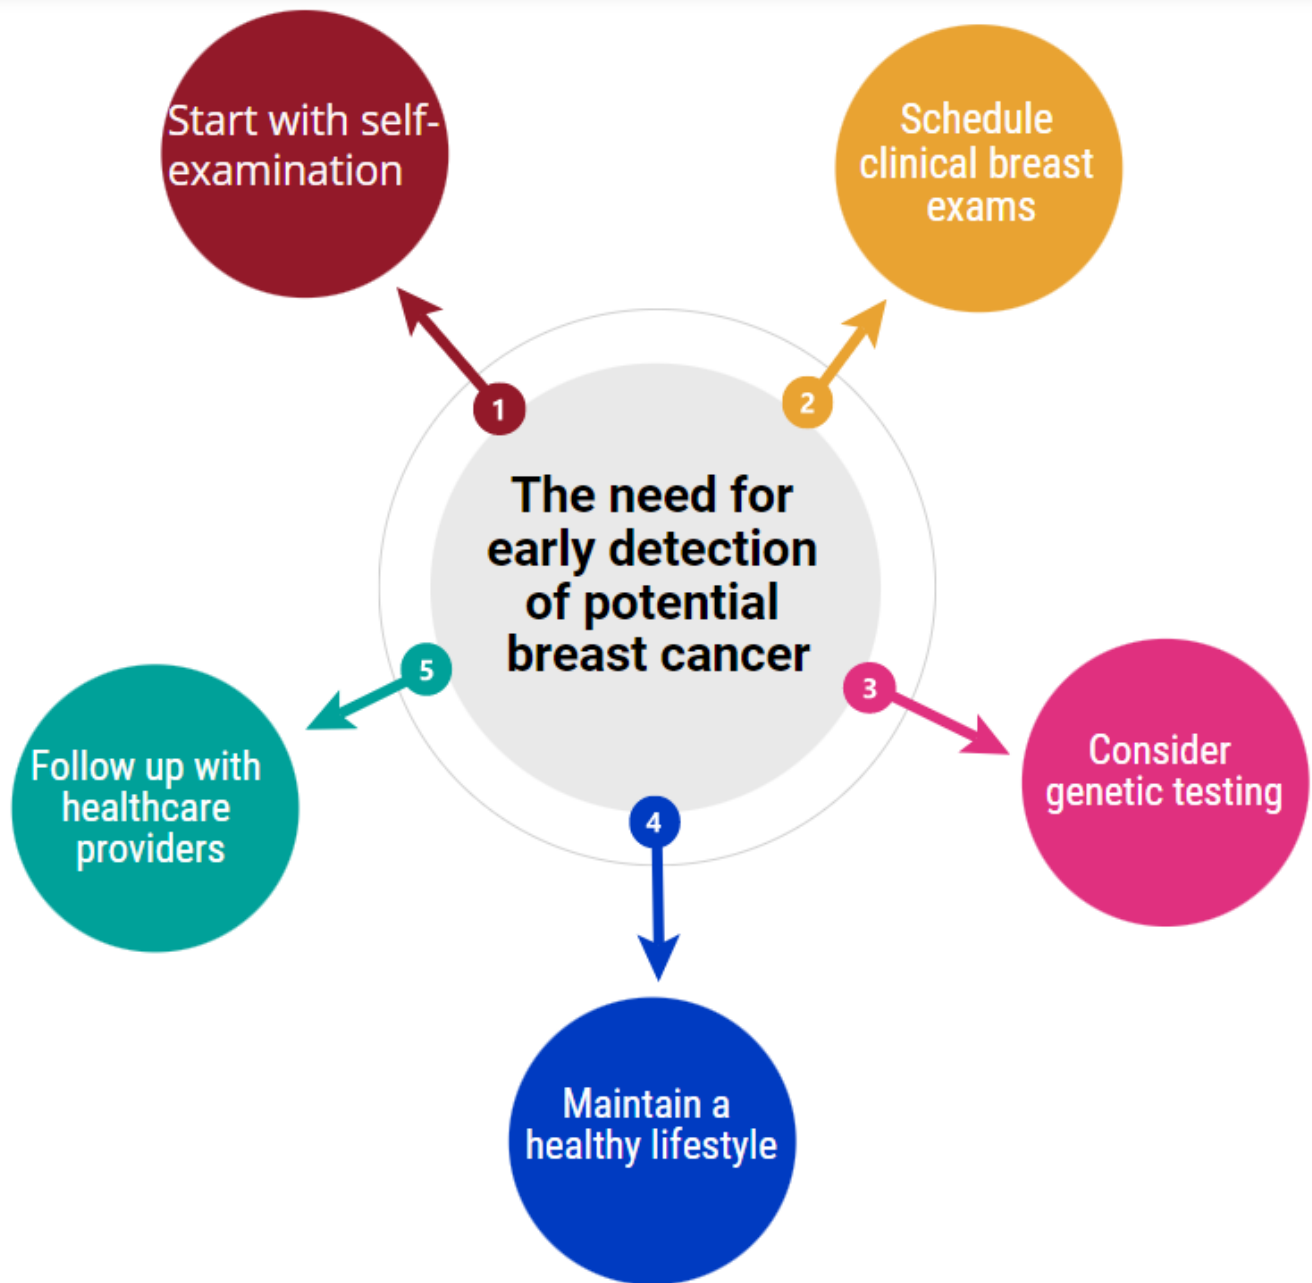 Start with self-
examination
Schedule
clinical breast
exams
1
2
The need for
early detection
of potential
breast cancer
3
Consider
genetic testing
4
Maintain a
healthy lifestyle
5
Follow up with
healthcare
providers